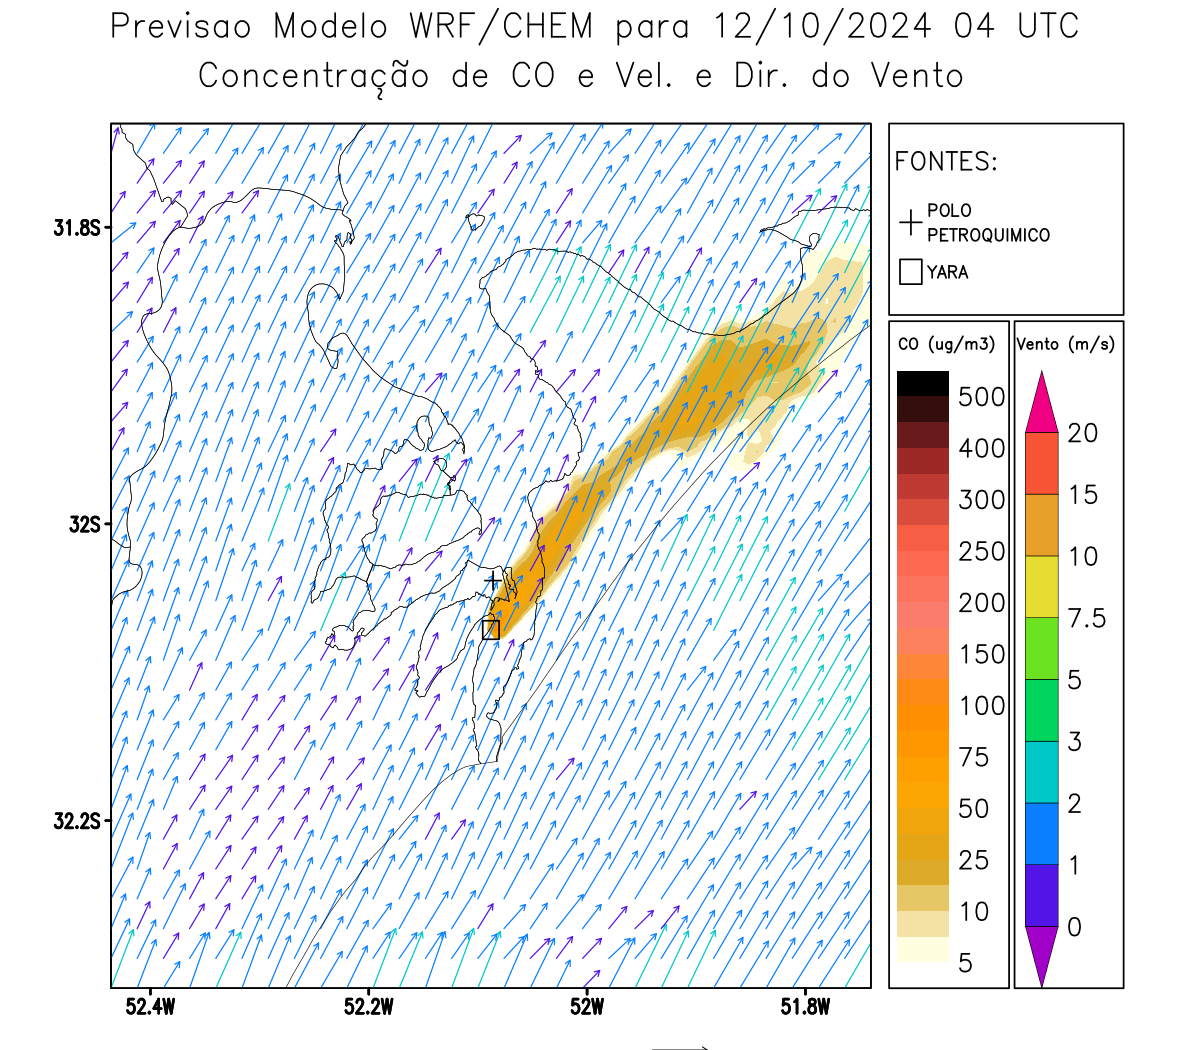 Previsao Modelo WRF/CHEM para 12/10/2024 04 UTC
Concentração de CO e Vel. e Dir. do Vento
FONTES:
POLO
PETROQUIMICO
YARA
CO (ug/m3)
500
400
300
250
200
150
100
75
50
25
10
5
Vento (m/s)
20
15
10
7.5
5
3
2
1
0
31.8S
32S
32.2S
52.4W
52.2W
52W
51.8W